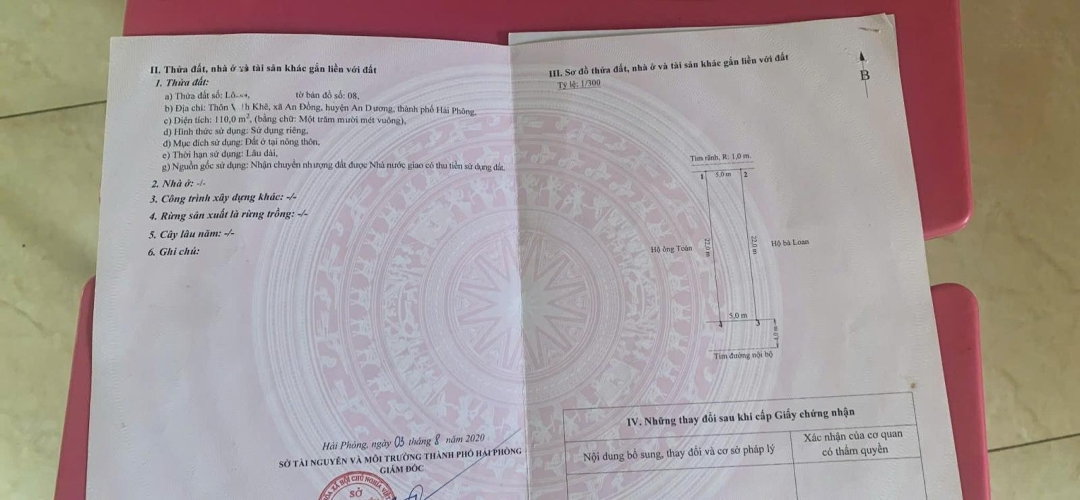 II. Thửa đất, nhà ở và tài sản khác gắn liền với đất
1. Thửa đất:
a) Thửa đất số: tờ bản đồ số: 08,
b) Địa chỉ: Thôn Khê, xã An Đồng, huyện An Dương, thành phố Hải Phòng,
c) Diện tích: 110,0 m², (bằng chữ: Một trăm mười mét vuông),
d) Hình thức sử dụng: Sử dụng riêng,
đ) Mục đích sử dụng: Đất ở tại nông thôn,
e) Thời hạn sử dụng: Lâu dài,
g) Nguồn gốc sử dụng: Nhận chuyển nhượng đất được Nhà nước giao có thu tiền sử dụng đất.
2. Nhà ở: -/-
3. Công trình xây dựng khác: -/-
4. Rừng sản xuất là rừng trồng: -/-
5. Cây lâu năm: -/-
6. Ghi chú:
Hải Phòng, ngày 03 tháng 8 năm 2020
SỞ TÀI NGUYÊN VÀ MÔI TRƯỜNG THÀNH PHỐ HẢI PHÒNG
GIÁM ĐỐC
SỞ
III. Sơ đồ thửa đất, nhà ở và tài sản khác gắn liền với đất
Tỷ lệ: 1/300
B
Tim rãnh, R: 1,0 m.
1 5,0 m 2
22,0 m
22,0 m
Hộ ông Toàn
Hộ bà Loan
5,0 m
4 3
Tim đường nội bộ
IV. Những thay đổi sau khi cấp Giấy chứng nhận
Nội dung bổ sung, thay đổi và cơ sở pháp lý
Xác nhận của cơ quan
có thẩm quyền